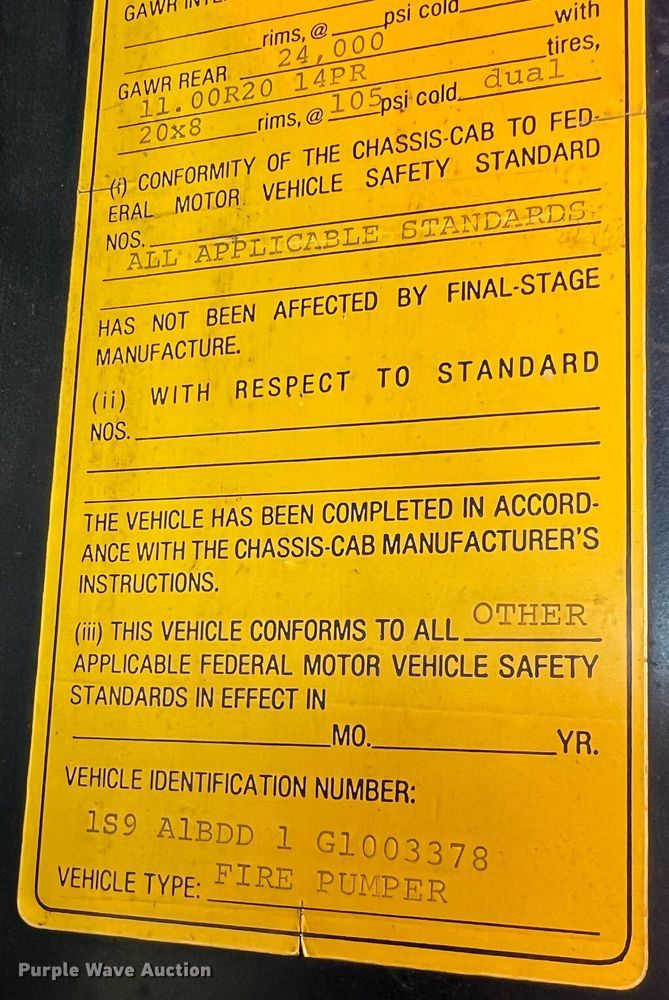 GAWR INTER
rims, @ psi cold
with
GAWR REAR 24,000 tires,
11.00R20 14PR
20x8 rims, @ 105 psi cold. dual
(i) CONFORMITY OF THE CHASSIS-CAB TO FED-
ERAL MOTOR VEHICLE SAFETY STANDARD
NOS.
ALL APPLICABLE STANDARDS
HAS NOT BEEN AFFECTED BY FINAL-STAGE
MANUFACTURE.
(ii) WITH RESPECT TO STANDARD
NOS.
THE VEHICLE HAS BEEN COMPLETED IN ACCORD-
ANCE WITH THE CHASSIS-CAB MANUFACTURER'S
INSTRUCTIONS.
(iii) THIS VEHICLE CONFORMS TO ALL OTHER
APPLICABLE FEDERAL MOTOR VEHICLE SAFETY
STANDARDS IN EFFECT IN
MO. YR.
VEHICLE IDENTIFICATION NUMBER:
1S9 A1BDD 1 G1003378
VEHICLE TYPE: FIRE PUMPER
Purple Wave Auction